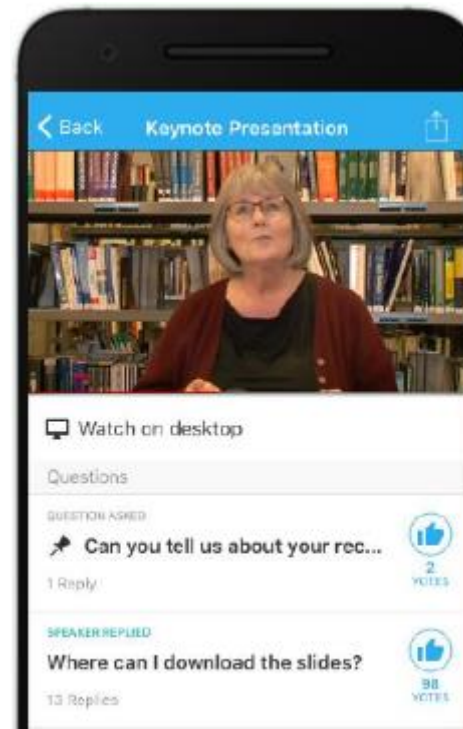 Back Keynote Presentation
Watch on desktop
Questions
QUESTION ASKED
Can you tell us about your rec...
1 Reply
2
VOTES
SPEAKER REPLIED
Where can I download the slides?
13 Replies
98
VOTES